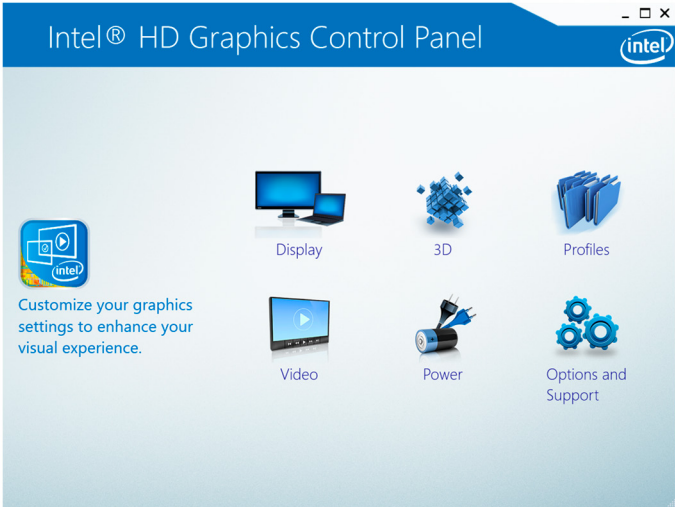 Intel® HD Graphics Control Panel
intel
Display
3D
Profiles
intel
Customize your graphics
settings to enhance your
visual experience.
Video
Power
Options and
Support